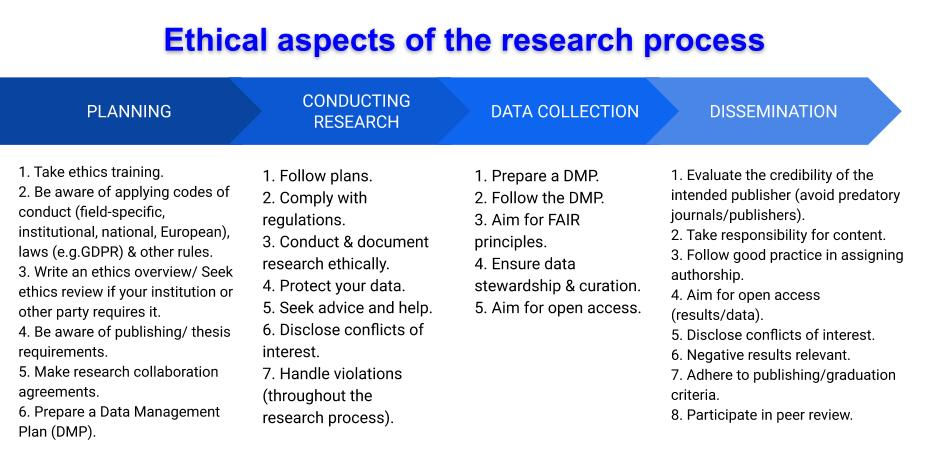 Ethical aspects of the research process
PLANNING
CONDUCTING
RESEARCH
DATA COLLECTION
DISSEMINATION
1. Take ethics training.
2. Be aware of applying codes of
conduct (field-specific,
institutional, national, European),
laws (e.g.GDPR) & other rules.
3. Write an ethics overview/ Seek
ethics review if your institution or
other party requires it.
4. Be aware of publishing/ thesis
requirements.
5. Make research collaboration
agreements.
6. Prepare a Data Management
Plan (DMP).
1. Follow plans.
2. Comply with
regulations.
3. Conduct & document
research ethically.
4. Protect your data.
5. Seek advice and help.
6. Disclose conflicts of
interest.
7. Handle violations
(throughout the
research process).
1. Prepare a DMP.
2. Follow the DMP.
3. Aim for FAIR
principles.
4. Ensure data
stewardship & curation.
5. Aim for open access.
1. Evaluate the credibility of the
intended publisher (avoid predatory
journals/publishers).
2. Take responsibility for content.
3. Follow good practice in assigning
authorship.
4. Aim for open access
(results/data).
5. Disclose conflicts of interest.
6. Negative results relevant.
7. Adhere to publishing/graduation
criteria.
8. Participate in peer review.